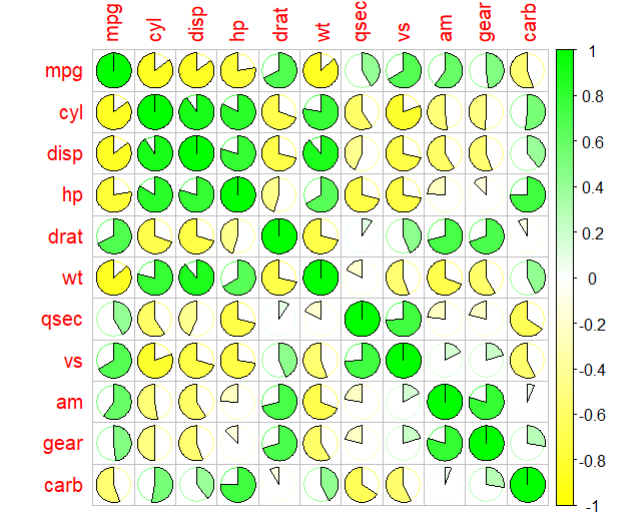 mpg cyl disp hp drat wt qsec vs am gear carb
mpg
cyl
disp
hp
drat
wt
qsec
vs
am
gear
carb
1
0.8
0.6
0.4
0.2
0
-0.2
-0.4
-0.6
-0.8
-1